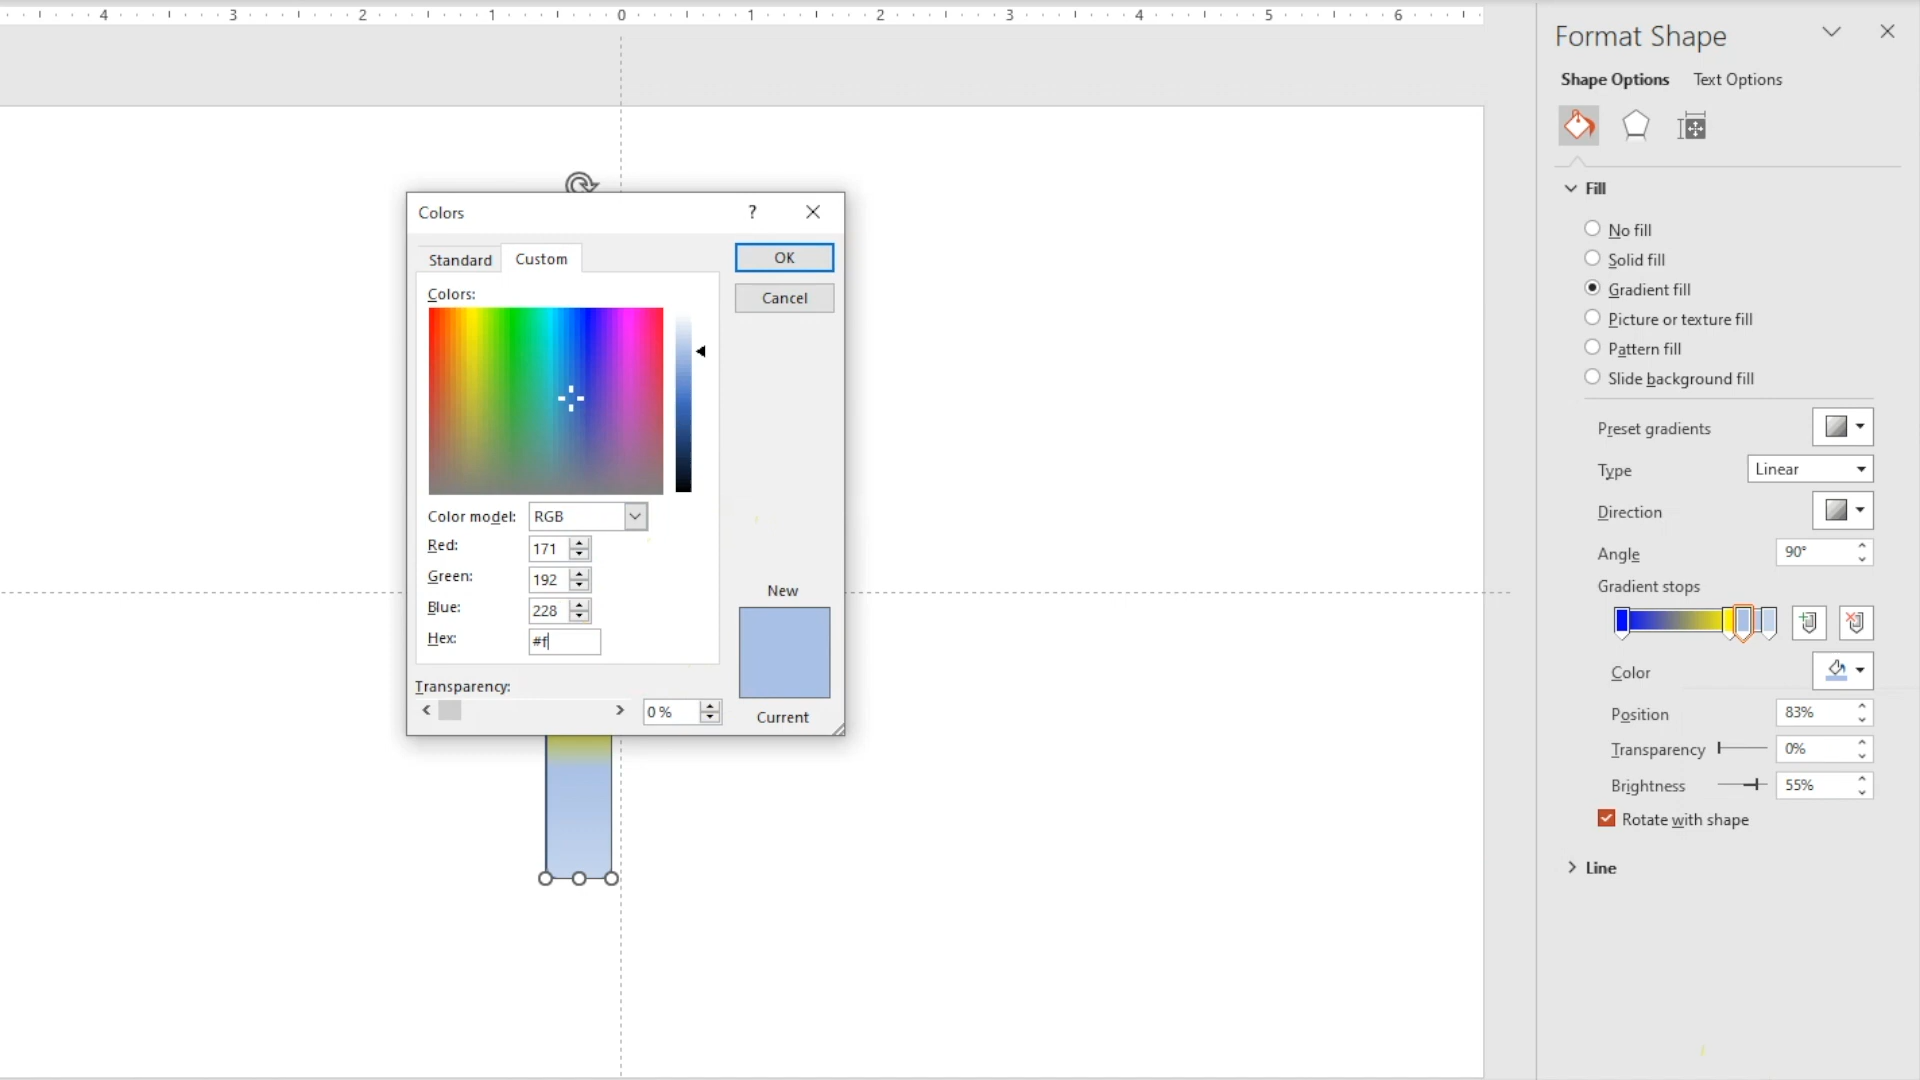 4 3 2 1 0 1 2 3 4 5 6
Format Shape
Shape Options Text Options
Fill
No fill
Solid fill
Gradient fill
Picture or texture fill
Pattern fill
Slide background fill
Preset gradients
Type Linear
Direction
Angle 90°
Gradient stops
Color
Position 83%
Transparency 0%
Brightness 55%
Rotate with shape
Line
Colors ?
Standard Custom
OK
Cancel
Colors:
Color model: RGB
Red: 171
Green: 192
Blue: 228
Hex: #f
Transparency:
0 %
New
Current